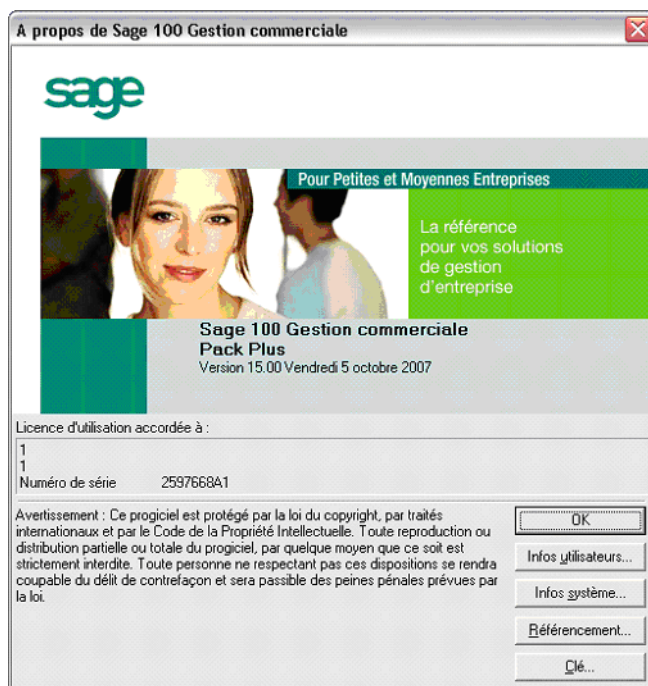 A propos de Sage 100 Gestion commerciale
sage
Pour Petites et Moyennes Entreprises
La référence
pour vos solutions
de gestion
d'entreprise
Sage 100 Gestion commerciale
Pack Plus
Version 15.00 Vendredi 5 octobre 2007
Licence d'utilisation accordée à :
1
1
Numéro de série 2597668A1
Avertissement : Ce progiciel est protégé par la loi du copyright, par traités
internationaux et par le Code de la Propriété Intellectuelle. Toute reproduction ou
distribution partielle ou totale du progiciel, par quelque moyen que ce soit est
strictement interdite. Toute personne ne respectant pas ces dispositions se rendra
coupable du délit de contrefaçon et sera passible des peines pénales prévues par
la loi.
OK
Infos utilisateurs...
Infos système...
Référencement...
Clé...